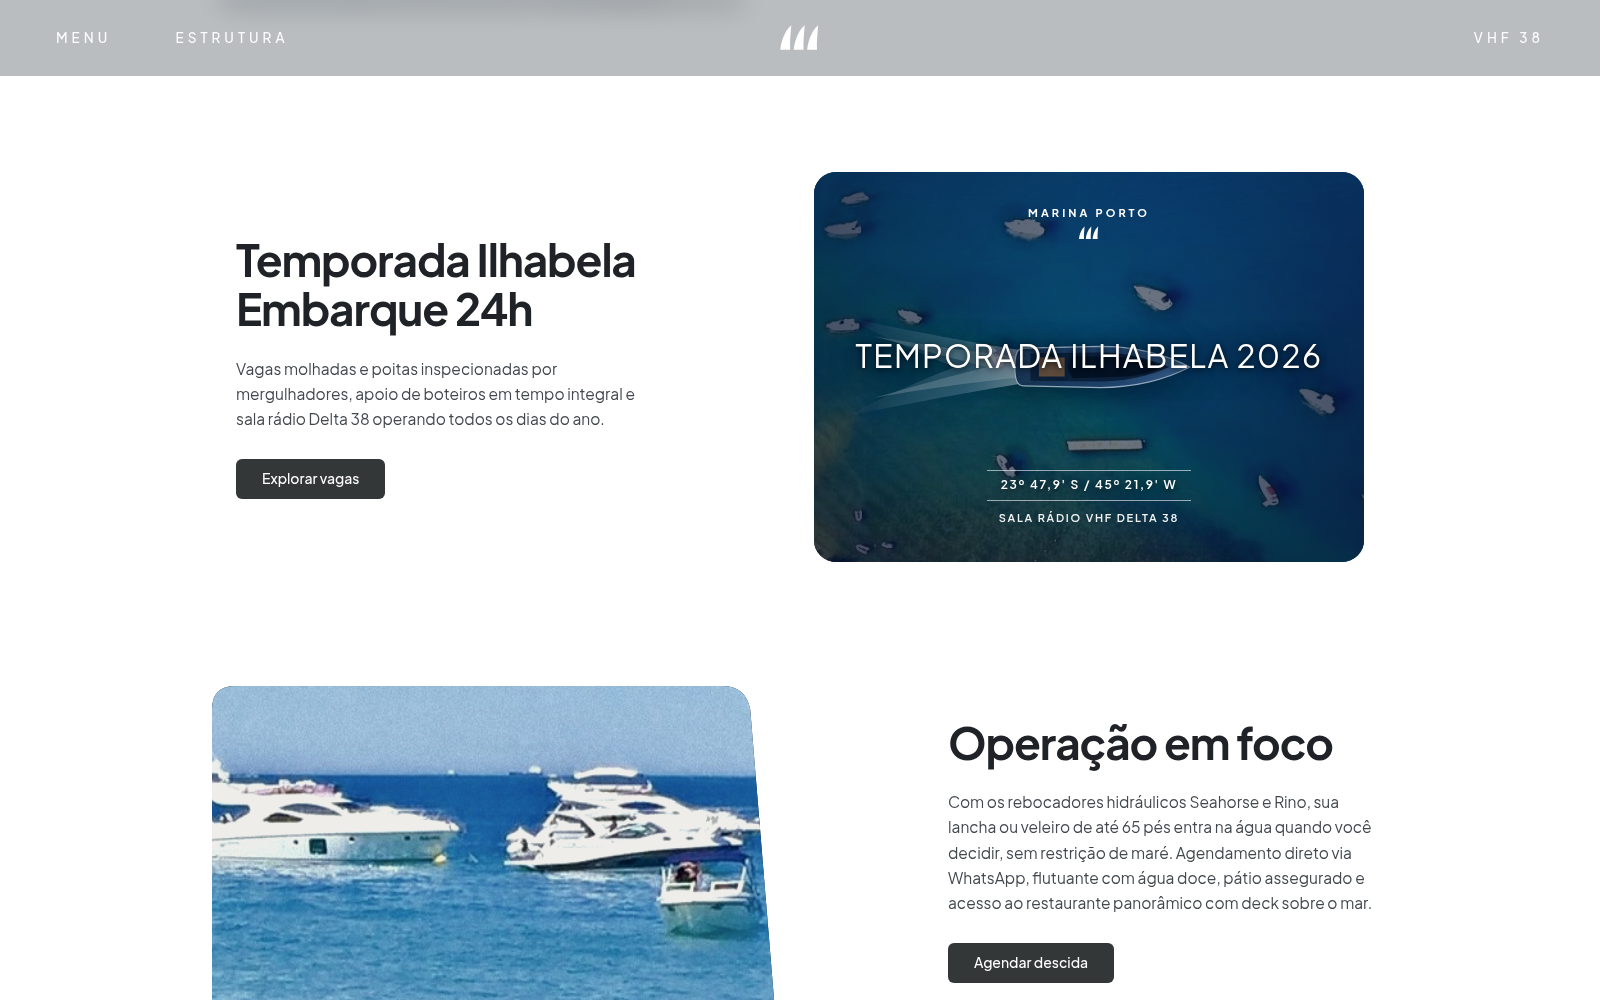 MENU
ESTRUTURA
VHF 38
Temporada Ilhabela
Embarque 24h
Vagas molhadas e poitas inspecionadas por
mergulhadores, apoio de boteiros em tempo integral e
sala rádio Delta 38 operando todos os dias do ano.
Explorar vagas
MARINA PORTO
TEMPORADA ILHABELA 2026
23º 47,9' S / 45º 21,9' W
SALA RÁDIO VHF DELTA 38
Operação em foco
Com os rebocadores hidráulicos Seahorse e Rino, sua
lancha ou veleiro de até 65 pés entra na água quando você
decidir, sem restrição de maré. Agendamento direto via
WhatsApp, flutuante com água doce, pátio assegurado e
acesso ao restaurante panorâmico com deck sobre o mar.
Agendar descida